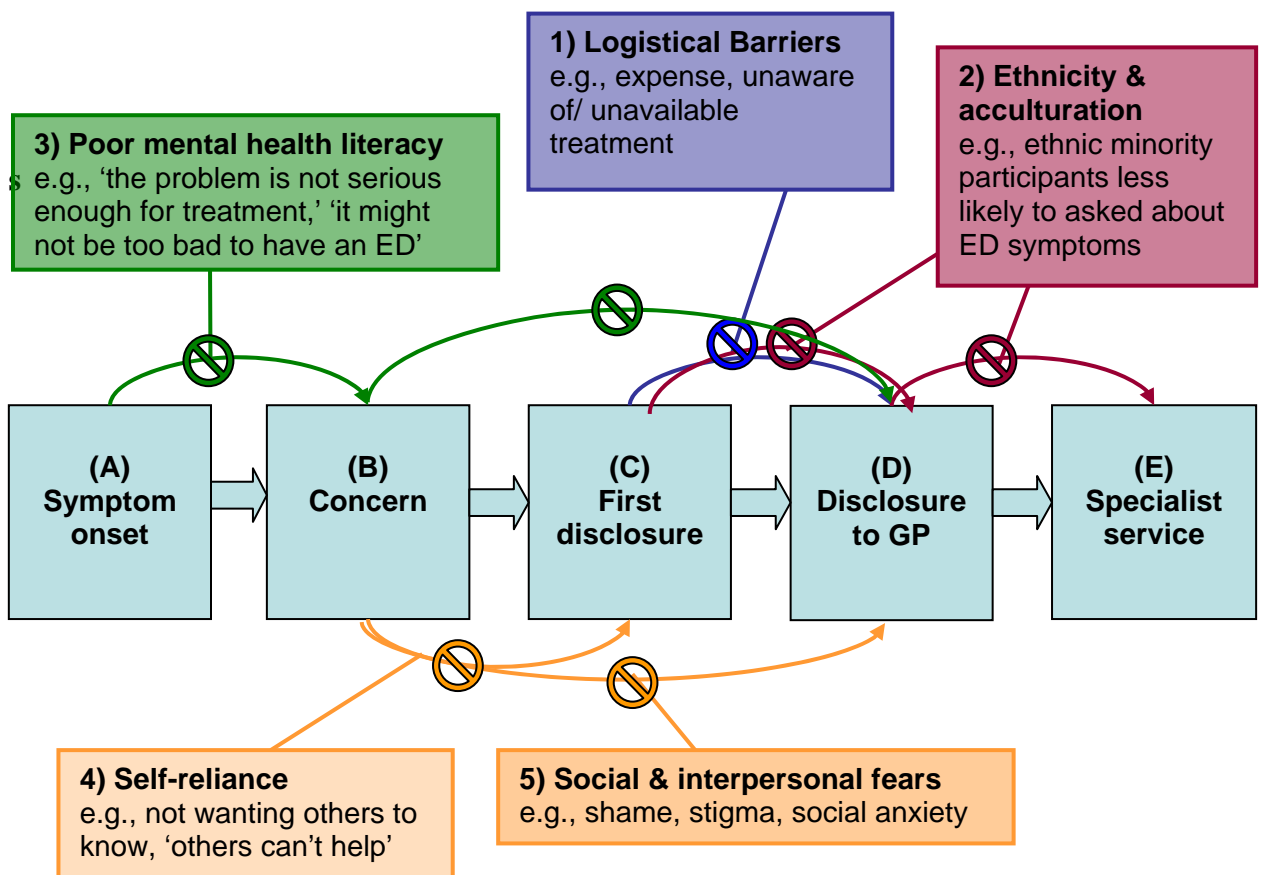 1) Logistical Barriers
e.g., expense, unaware
of/ unavailable
treatment
2) Ethnicity &
acculturation
e.g., ethnic minority
participants less
likely to asked about
ED symptoms
3) Poor mental health literacy
s e.g., ‘the problem is not serious
enough for treatment,’ ‘it might
not be too bad to have an ED’
(A)
Symptom
onset
(B)
Concern
(C)
First
disclosure
(D)
Disclosure
to GP
(E)
Specialist
service
4) Self-reliance
e.g., not wanting others to
know, ‘others can’t help’
5) Social & interpersonal fears
e.g., shame, stigma, social anxiety